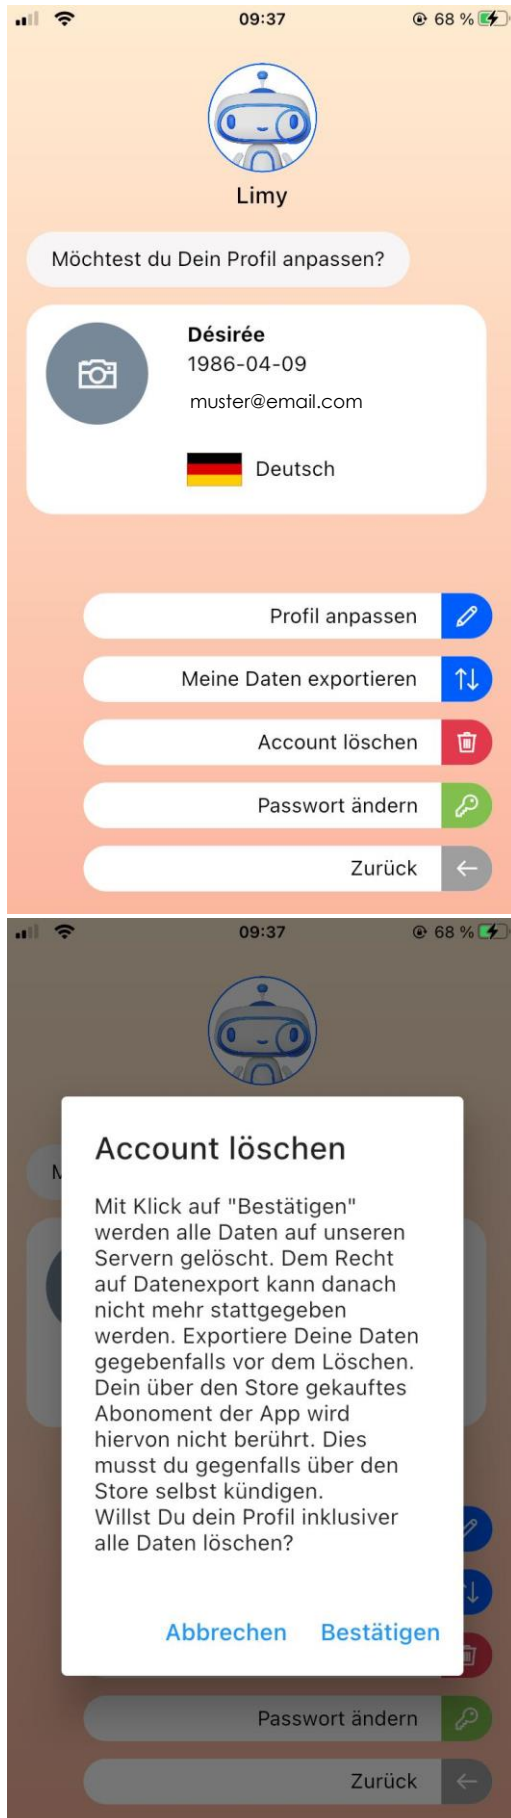 09:37
68 %
Limy
Möchtest du Dein Profil anpassen?
Désirée
1986-04-09
muster@email.com
Deutsch
Profil anpassen
Meine Daten exportieren
Account löschen
Passwort ändern
Zurück
09:37
68 %
M
Account löschen
Mit Klick auf "Bestätigen"
werden alle Daten auf unseren
Servern gelöscht. Dem Recht
auf Datenexport kann danach
nicht mehr stattgegeben
werden. Exportiere Deine Daten
gegebenfalls vor dem Löschen.
Dein über den Store gekauftes
Abonoment der App wird
hiervon nicht berührt. Dies
musst du gegenfalls über den
Store selbst kündigen.
Willst Du dein Profil inklusiver
alle Daten löschen?
Abbrechen Bestätigen
Passwort ändern
Zurück